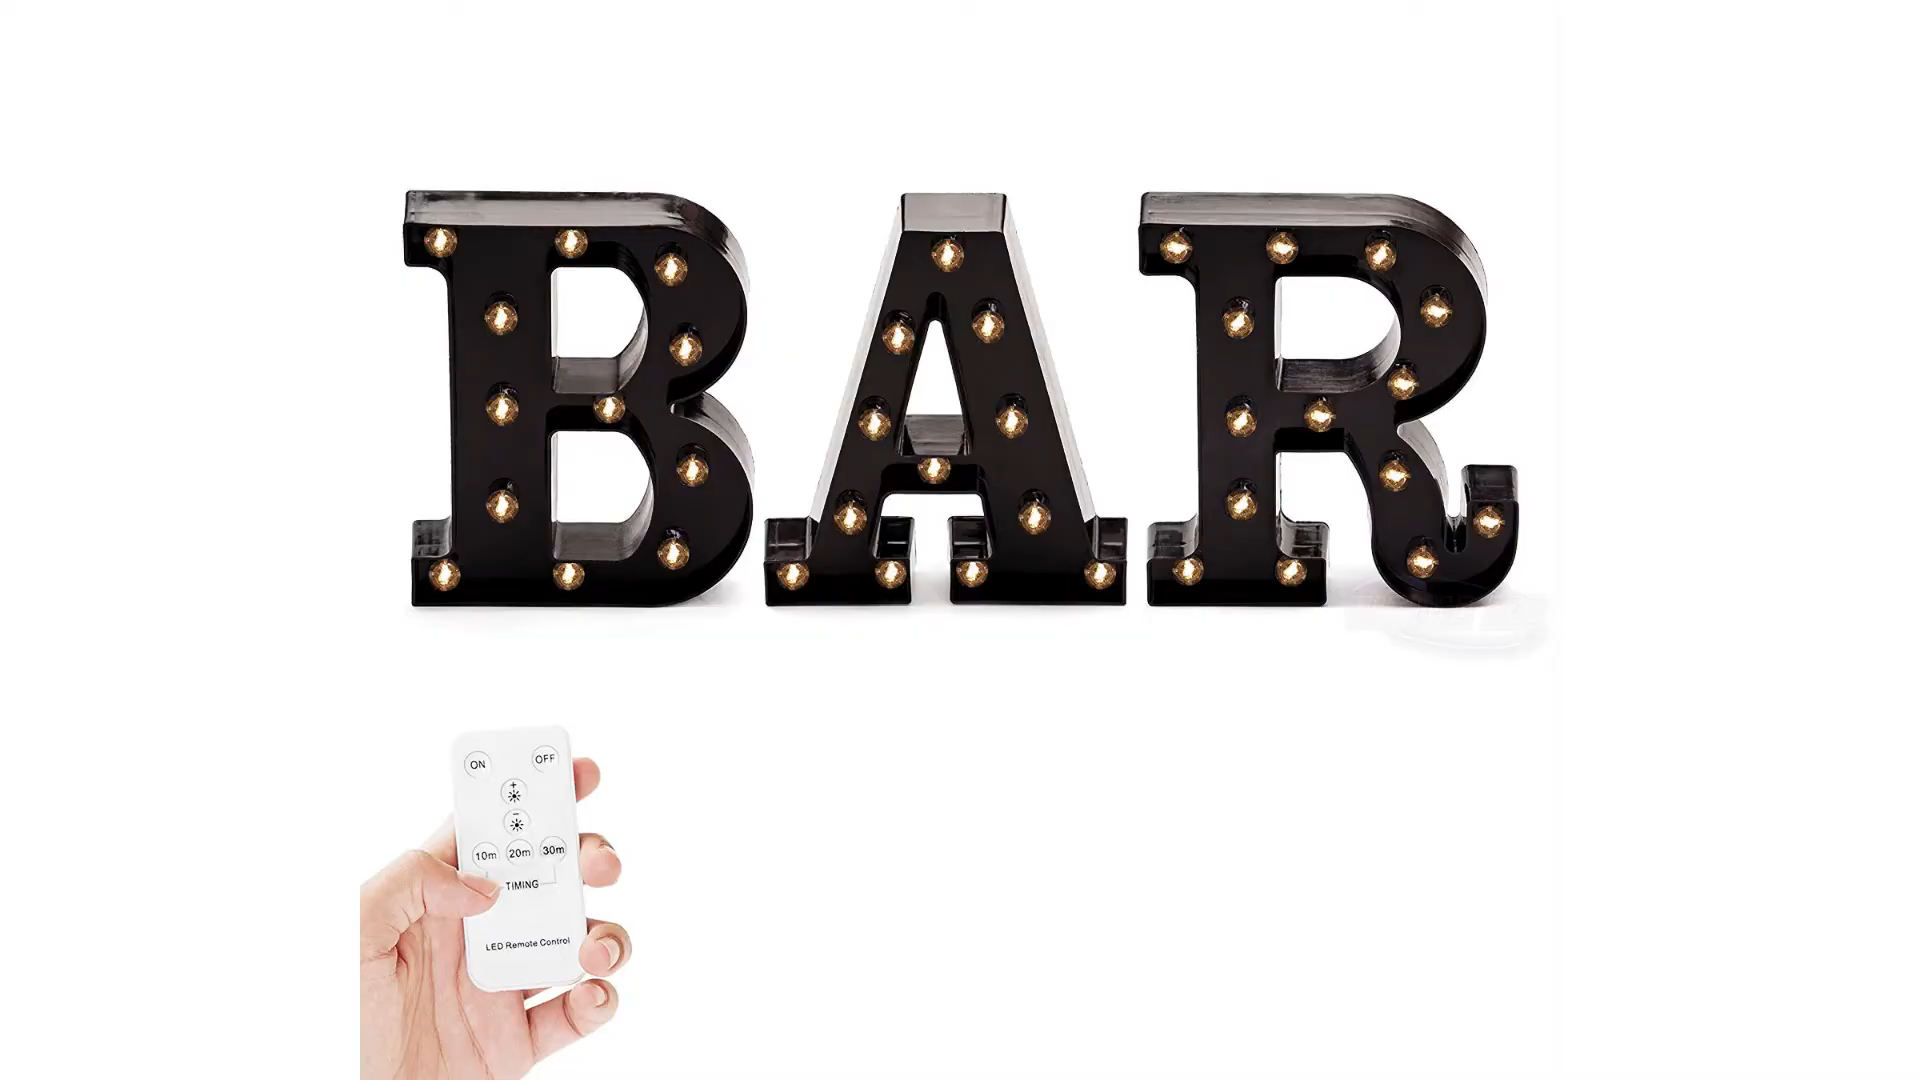 BAR
ON OFF
+
-
10m 20m 30m
TIMING
LED Remote Control